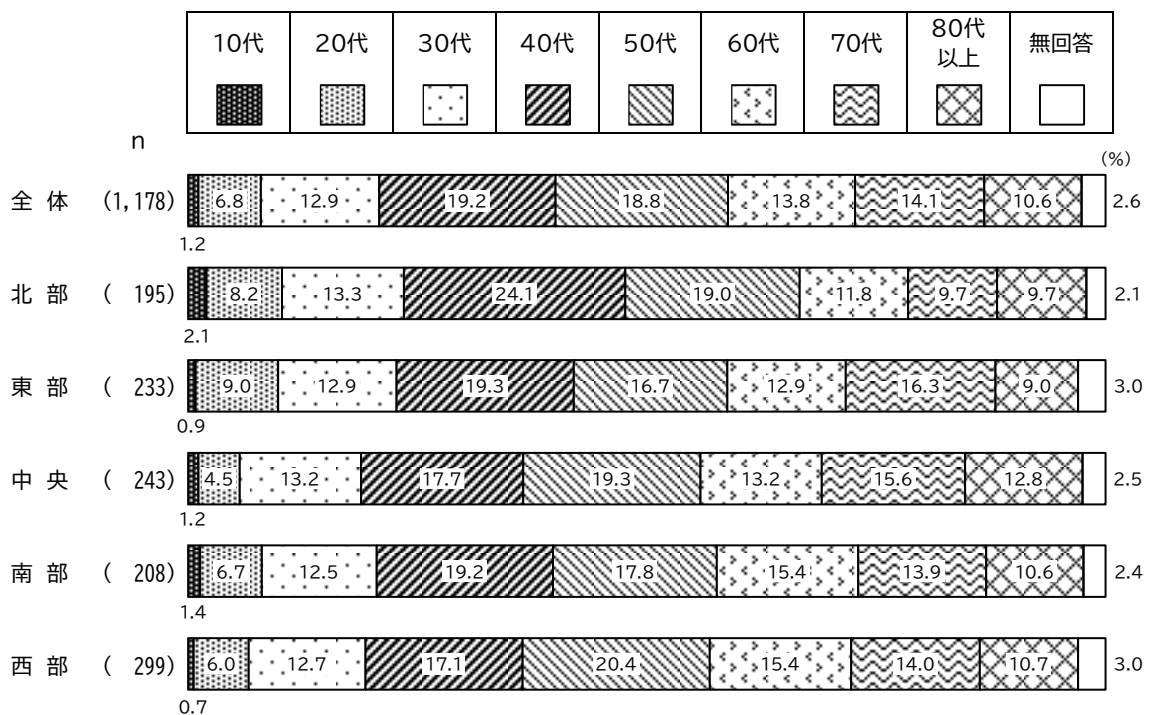 10代 20代 30代 40代 50代 60代 70代 80代以上 無回答
n
(%)
全体 (1,178) 6.8 12.9 19.2 18.8 13.8 14.1 10.6 2.6
1.2
北部 ( 195) 8.2 13.3 24.1 19.0 11.8 9.7 9.7 2.1
2.1
東部 ( 233) 9.0 12.9 19.3 16.7 12.9 16.3 9.0 3.0
0.9
中央 ( 243) 4.5 13.2 17.7 19.3 13.2 15.6 12.8 2.5
1.2
南部 ( 208) 6.7 12.5 19.2 17.8 15.4 13.9 10.6 2.4
1.4
西部 ( 299) 6.0 12.7 17.1 20.4 15.4 14.0 10.7 3.0
0.7